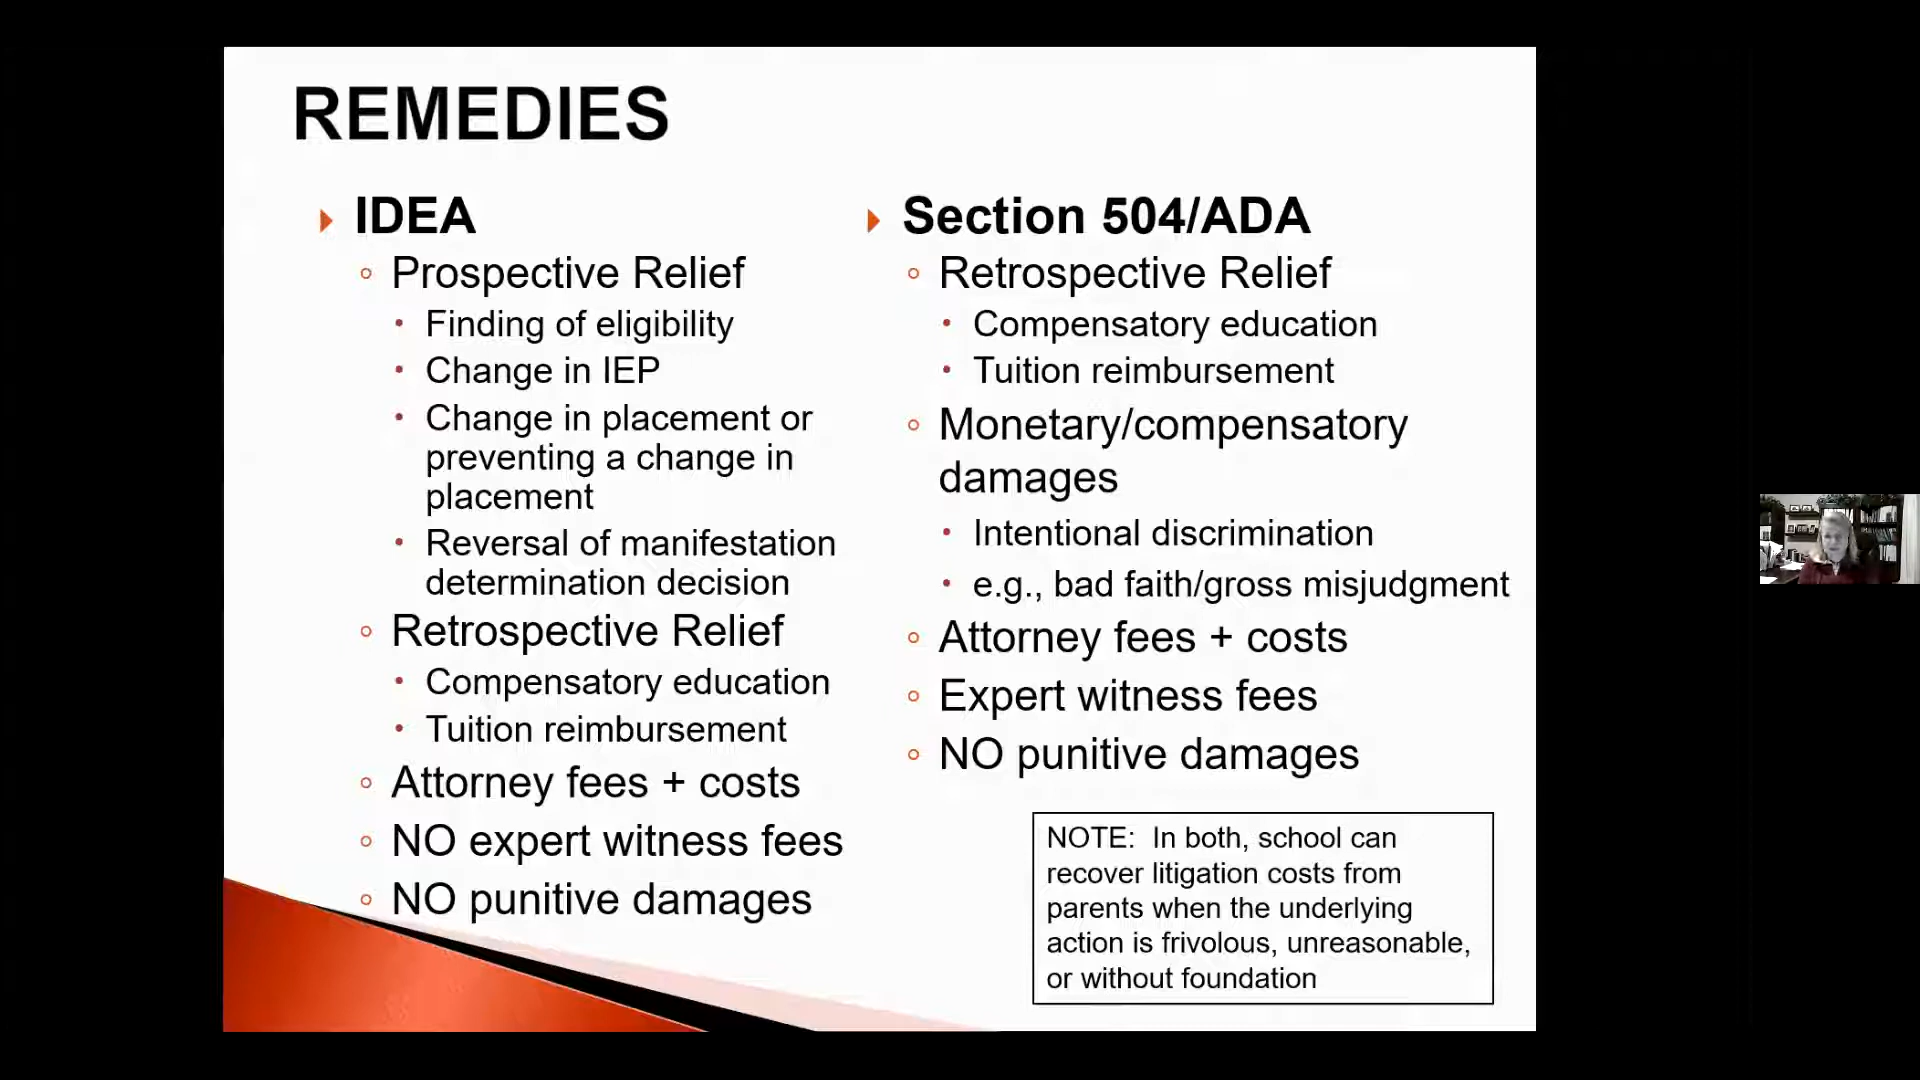 REMEDIES
IDEA
Prospective Relief
Finding of eligibility
Change in IEP
Change in placement or
preventing a change in
placement
Reversal of manifestation
determination decision
Retrospective Relief
Compensatory education
Tuition reimbursement
Attorney fees + costs
NO expert witness fees
NO punitive damages
Section 504/ADA
Retrospective Relief
Compensatory education
Tuition reimbursement
Monetary/compensatory
damages
Intentional discrimination
e.g., bad faith/gross misjudgment
Attorney fees + costs
Expert witness fees
NO punitive damages
NOTE: In both, school can
recover litigation costs from
parents when the underlying
action is frivolous, unreasonable,
or without foundation